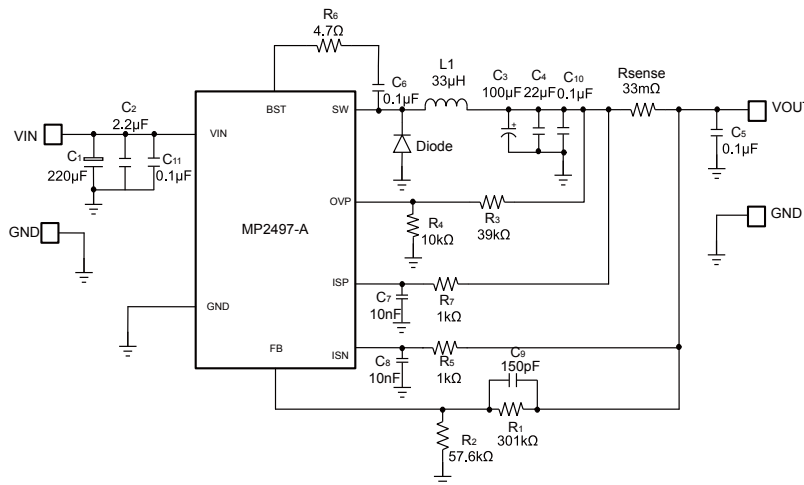 R6
4.7Ω
L1
33μH
C6
0.1μF
C3
100μF
C4
22μF
C10
0.1μF
Rsense
33mΩ
C2
2.2μF
BST
SW
VIN
VIN
VOUT
C1
220μF
C11
0.1μF
Diode
C5
0.1μF
MP2497-A
OVP
R4
10kΩ
R3
39kΩ
GND
GND
GND
ISP
C7
10nF
R7
1kΩ
FB
ISN
C8
10nF
R5
1kΩ
C9
150pF
R1
301kΩ
R2
57.6kΩ